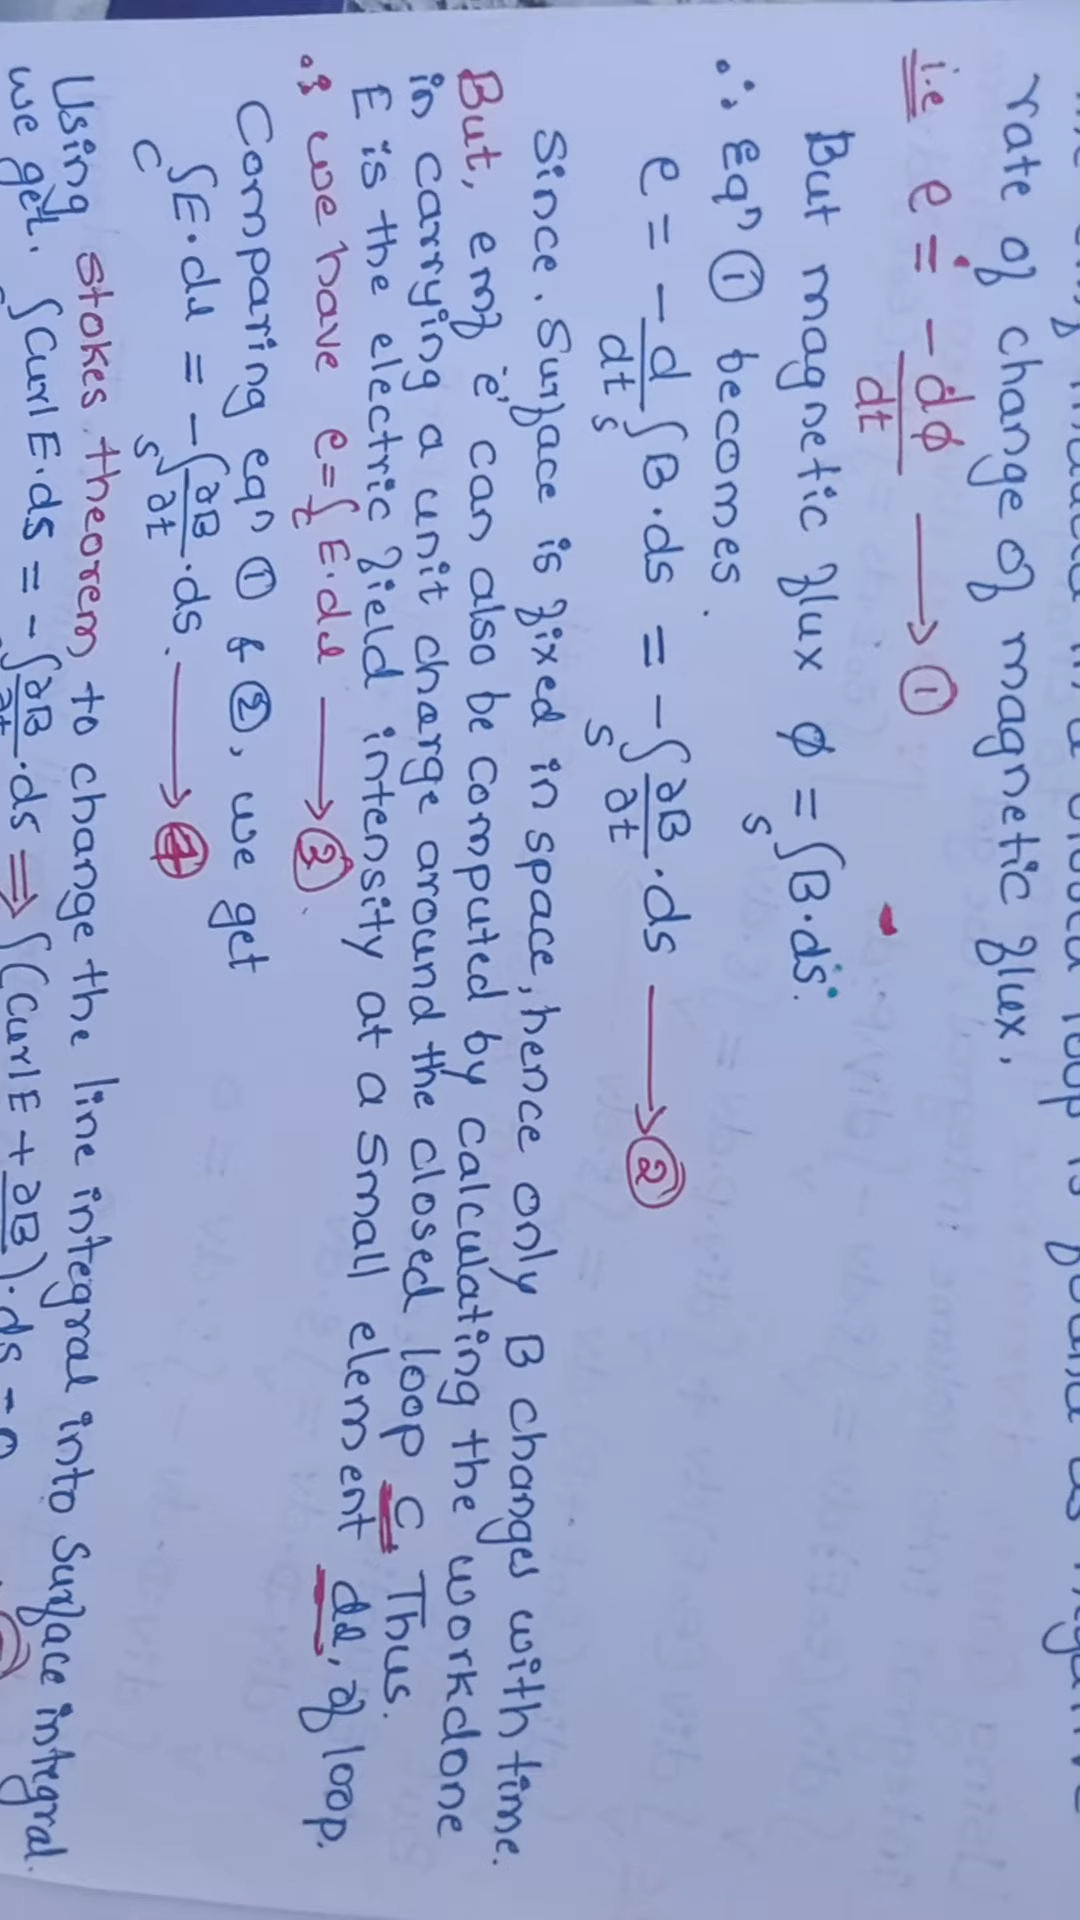 rate of change of magnetic flux.
i.e e = - dφ/dt ⟶ ①
But magnetic flux φ = ∫s B·ds.
∴ Eqⁿ ① becomes.
e = - d/dt ∫s B·ds = - ∫s ∂B/∂t · ds ⟶ ②
Since. Surface is fixed in space, hence only B changes with time.
But, emf 'e' can also be computed by calculating the workdone
in carrying a unit charge around the closed loop C. Thus.
E is the electric field intensity at a small element dl, of loop.
∴ we have e = ∫c E·dl ⟶ ③.
Comparing eqⁿ ① & ②, we get
∫c E·dl = - ∫s ∂B/∂t · ds. ⟶ ④
Using stokes theorem to change the line integral into Surface integral.
we get. ∫s curl E·ds = - ∫s ∂B/∂t · ds ⟹ ∫(curl E + ∂B